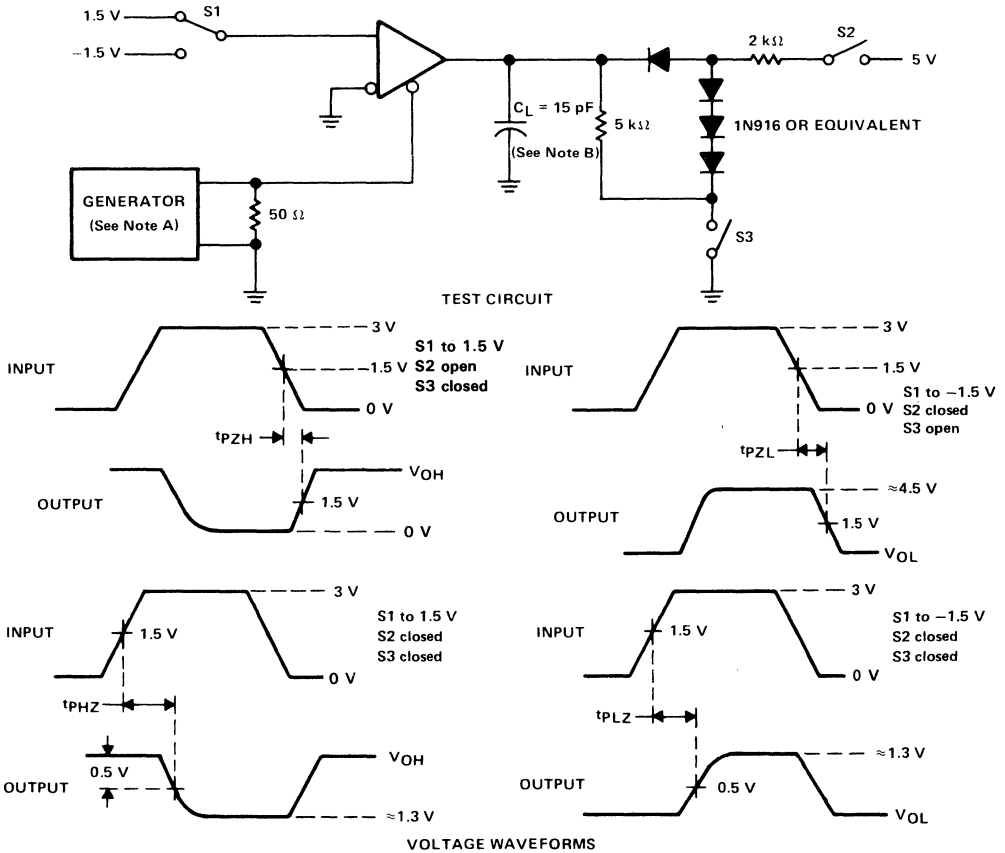 1.5 V
S1
−1.5 V
2 kΩ
S2
5 V
CL = 15 pF
(See Note B)
5 kΩ
1N916 OR EQUIVALENT
GENERATOR
(See Note A)
50 Ω
S3
TEST CIRCUIT
INPUT
3 V
1.5 V
0 V
S1 to 1.5 V
S2 open
S3 closed
tPZH
OUTPUT
VOH
1.5 V
0 V
INPUT
3 V
1.5 V
0 V
S1 to −1.5 V
S2 closed
S3 open
tPZL
OUTPUT
≈4.5 V
1.5 V
VOL
INPUT
3 V
1.5 V
0 V
S1 to 1.5 V
S2 closed
S3 closed
tPHZ
OUTPUT
0.5 V
VOH
≈1.3 V
INPUT
3 V
1.5 V
0 V
S1 to −1.5 V
S2 closed
S3 closed
tPLZ
OUTPUT
≈1.3 V
0.5 V
VOL
VOLTAGE WAVEFORMS